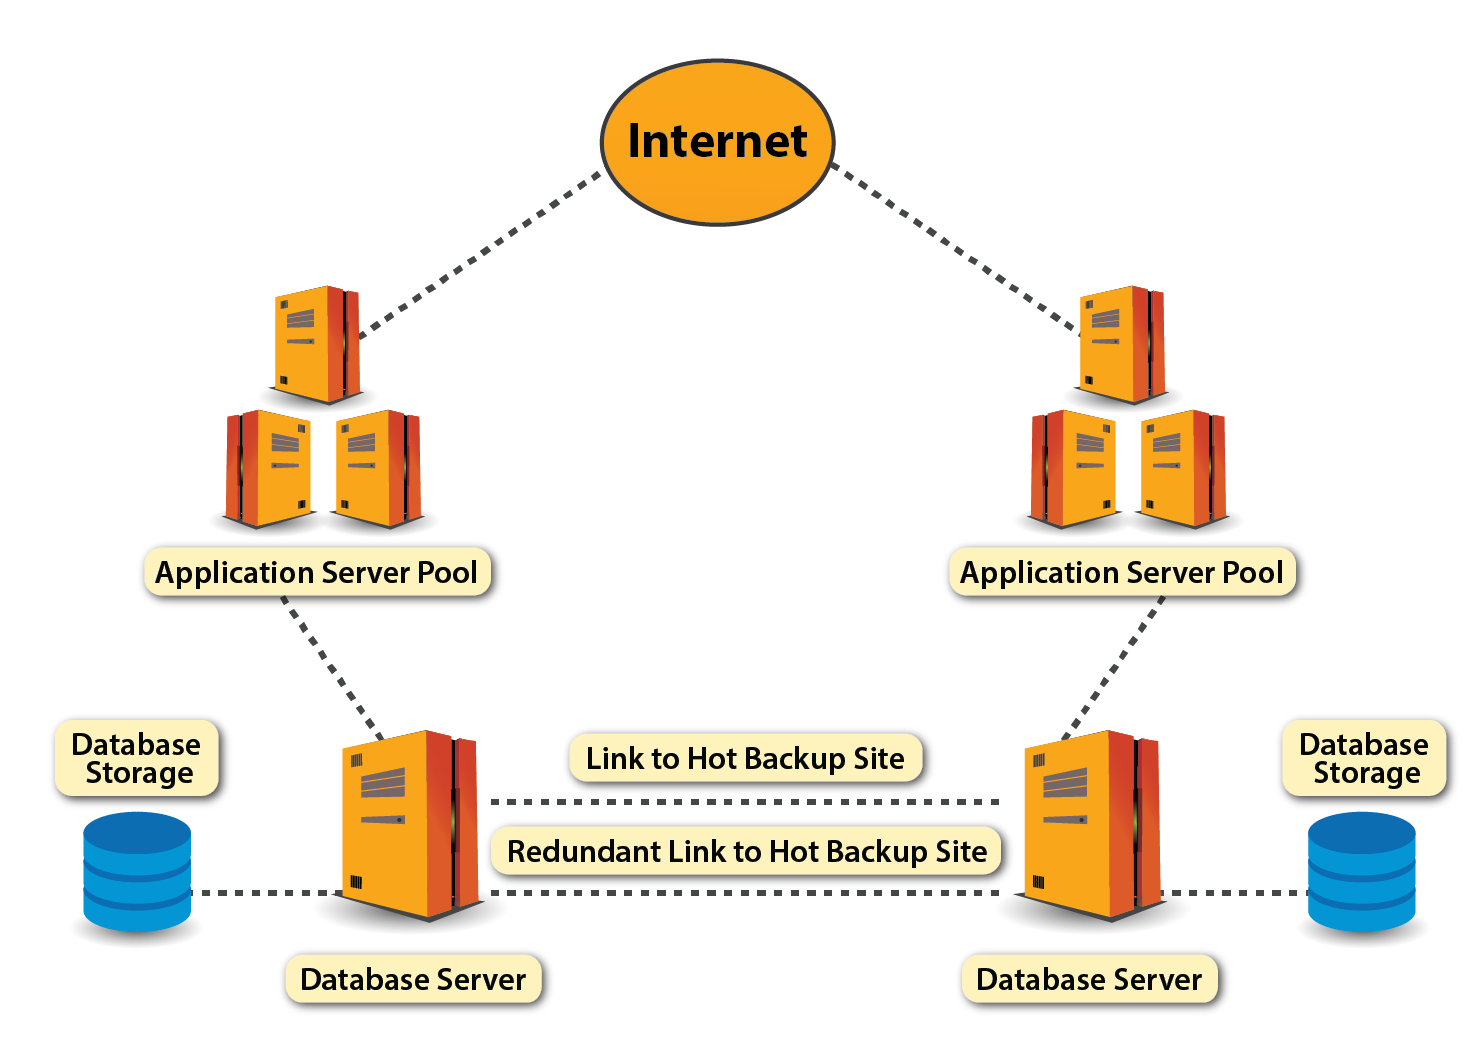 Internet
Application Server Pool
Application Server Pool
Database
Storage
Link to Hot Backup Site
Database
Storage
Redundant Link to Hot Backup Site
Database Server
Database Server